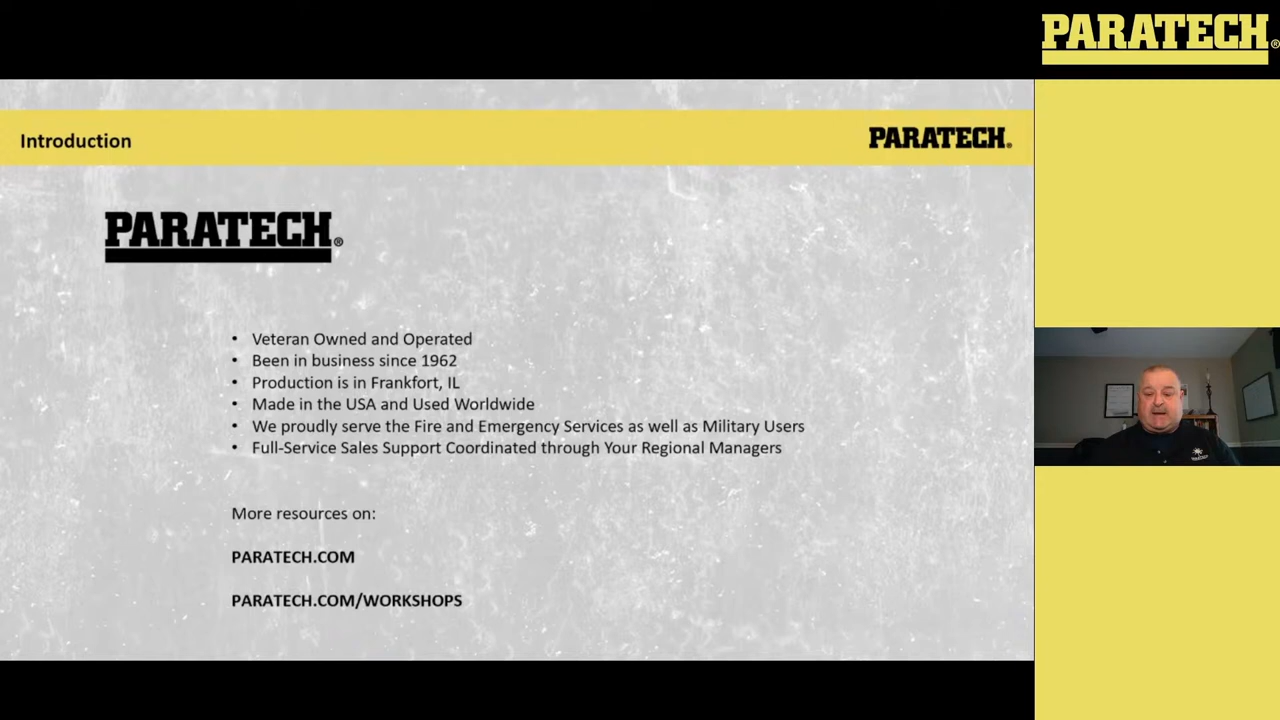 PARATECH®
Introduction
PARATECH®
PARATECH®
• Veteran Owned and Operated
• Been in business since 1962
• Production is in Frankfort, IL
• Made in the USA and Used Worldwide
• We proudly serve the Fire and Emergency Services as well as Military Users
• Full-Service Sales Support Coordinated through Your Regional Managers
More resources on:
PARATECH.COM
PARATECH.COM/WORKSHOPS